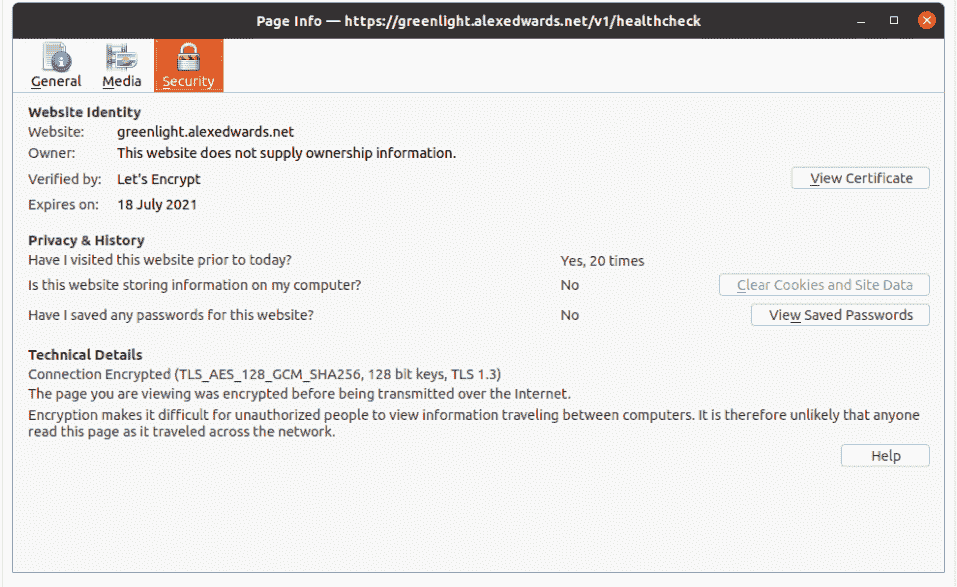 Page Info — https://greenlight.alexedwards.net/v1/healthcheck
General Media Security
Website Identity
Website: greenlight.alexedwards.net
Owner: This website does not supply ownership information.
Verified by: Let's Encrypt View Certificate
Expires on: 18 July 2021
Privacy & History
Have I visited this website prior to today? Yes, 20 times
Is this website storing information on my computer? No Clear Cookies and Site Data
Have I saved any passwords for this website? No View Saved Passwords
Technical Details
Connection Encrypted (TLS_AES_128_GCM_SHA256, 128 bit keys, TLS 1.3)
The page you are viewing was encrypted before being transmitted over the Internet.
Encryption makes it difficult for unauthorized people to view information traveling between computers. It is therefore unlikely that anyone
read this page as it traveled across the network.
Help